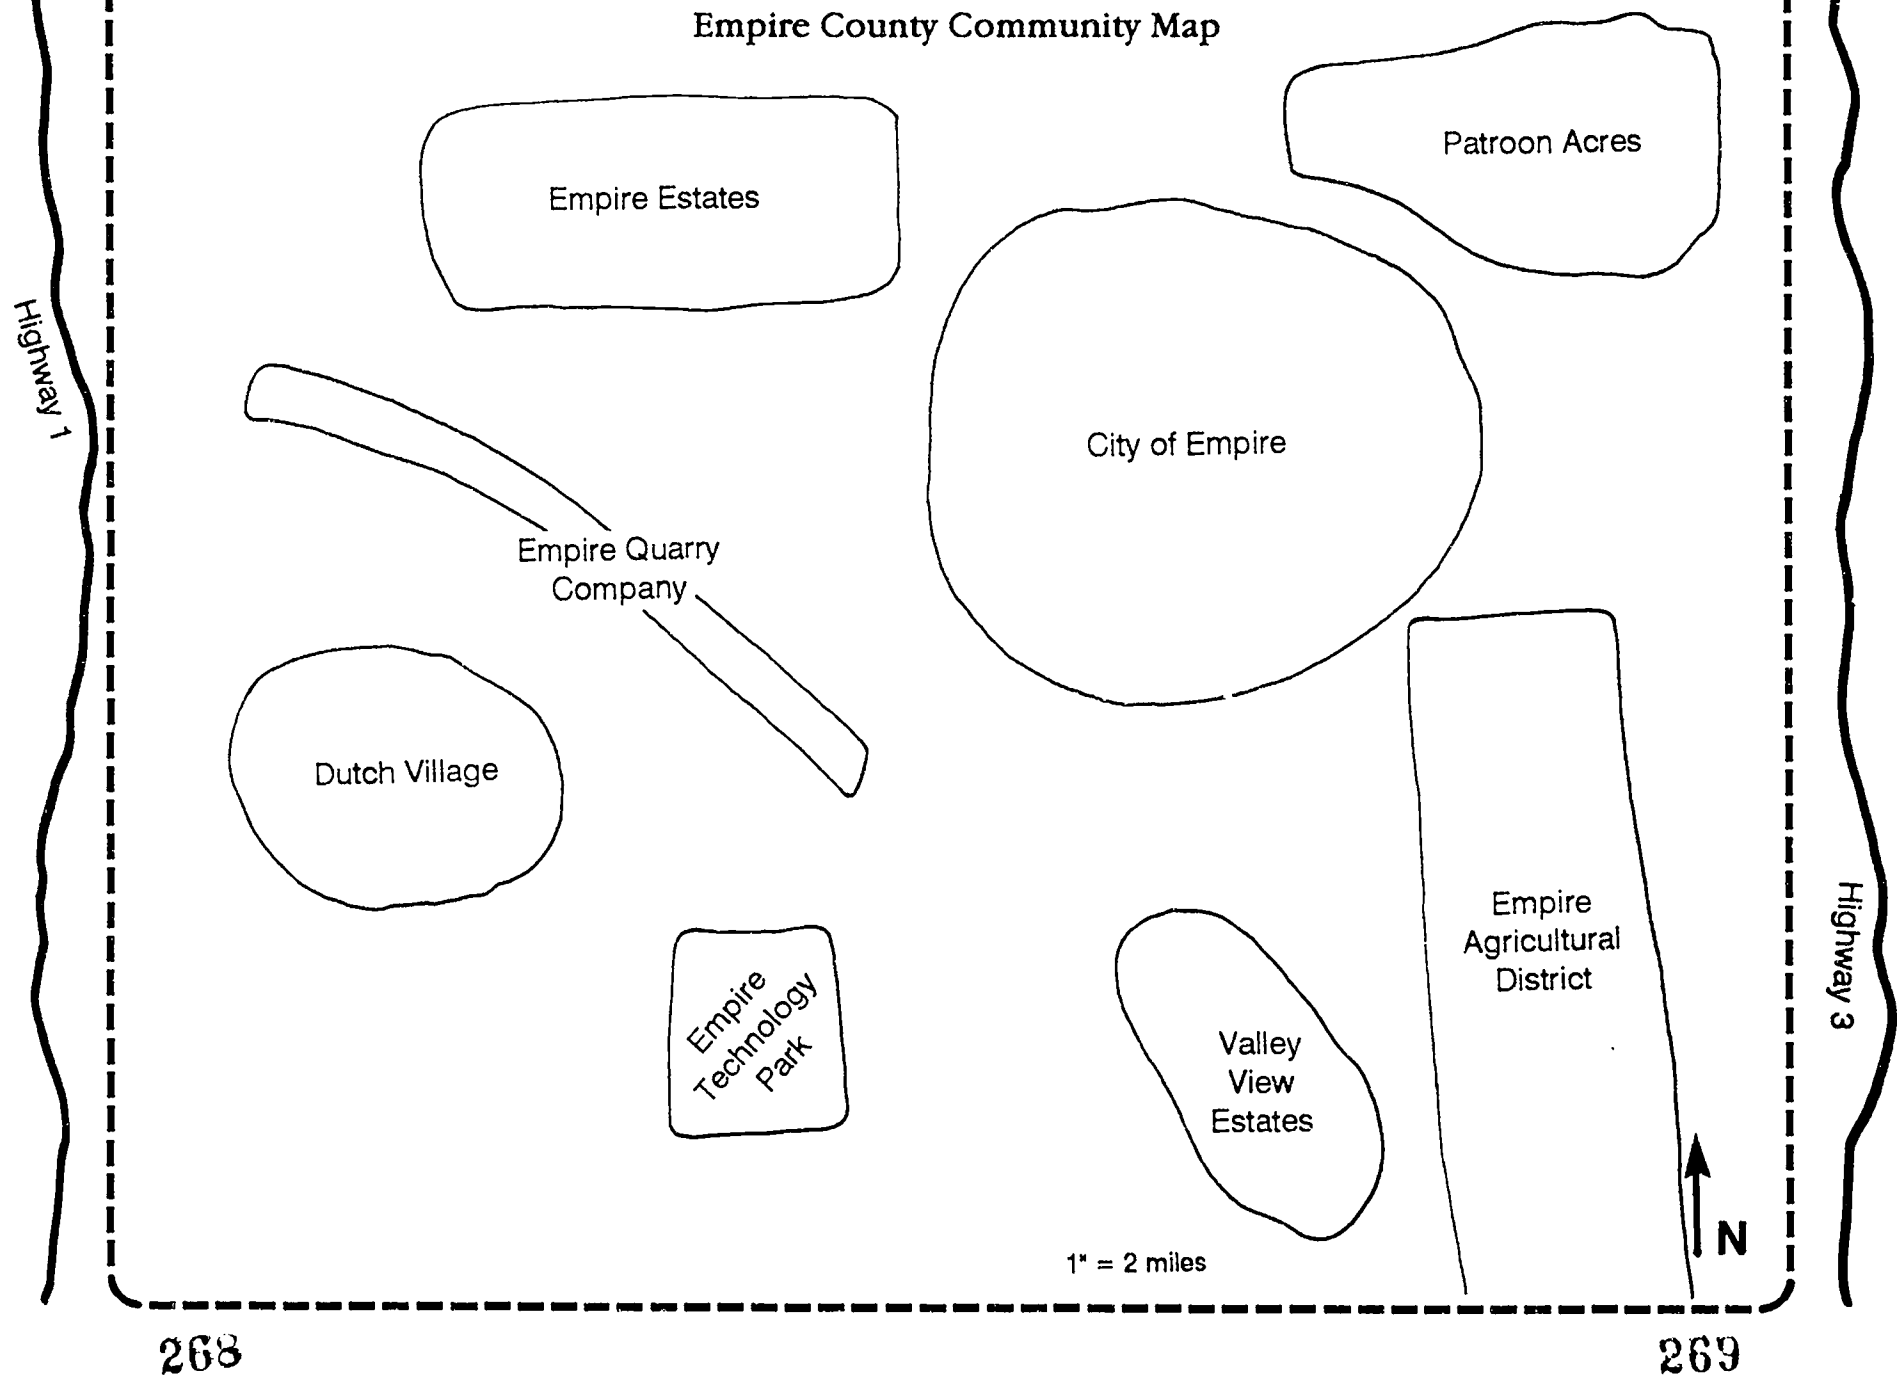 Empire County Community Map
Patroon Acres
Empire Estates
Highway 1
City of Empire
Empire Quarry
Company
Dutch Village
Empire
Agricultural
District
Highway 3
Empire
Technology
Park
Valley
View
Estates
N
1" = 2 miles
268
269